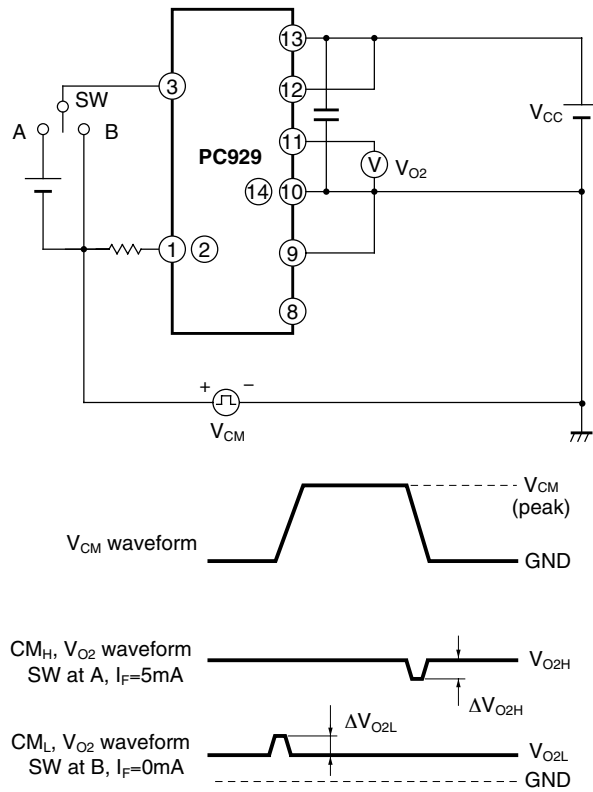 13
3
12
SW
A
B
VCC
11
PC929
V
VO2
14
10
1
2
9
8
+
−
VCM
VCM
(peak)
VCM waveform
GND
CMH, VO2 waveform
SW at A, IF=5mA
VO2H
ΔVO2H
ΔVO2L
CML, VO2 waveform
SW at B, IF=0mA
VO2L
GND